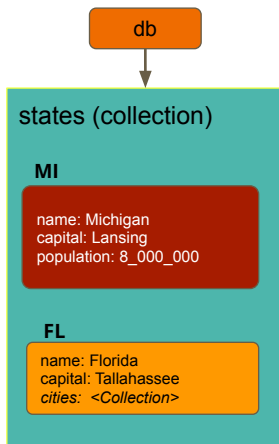 db
states (collection)
MI
name: Michigan
capital: Lansing
population: 8_000_000
FL
name: Florida
capital: Tallahassee
cities: <Collection>